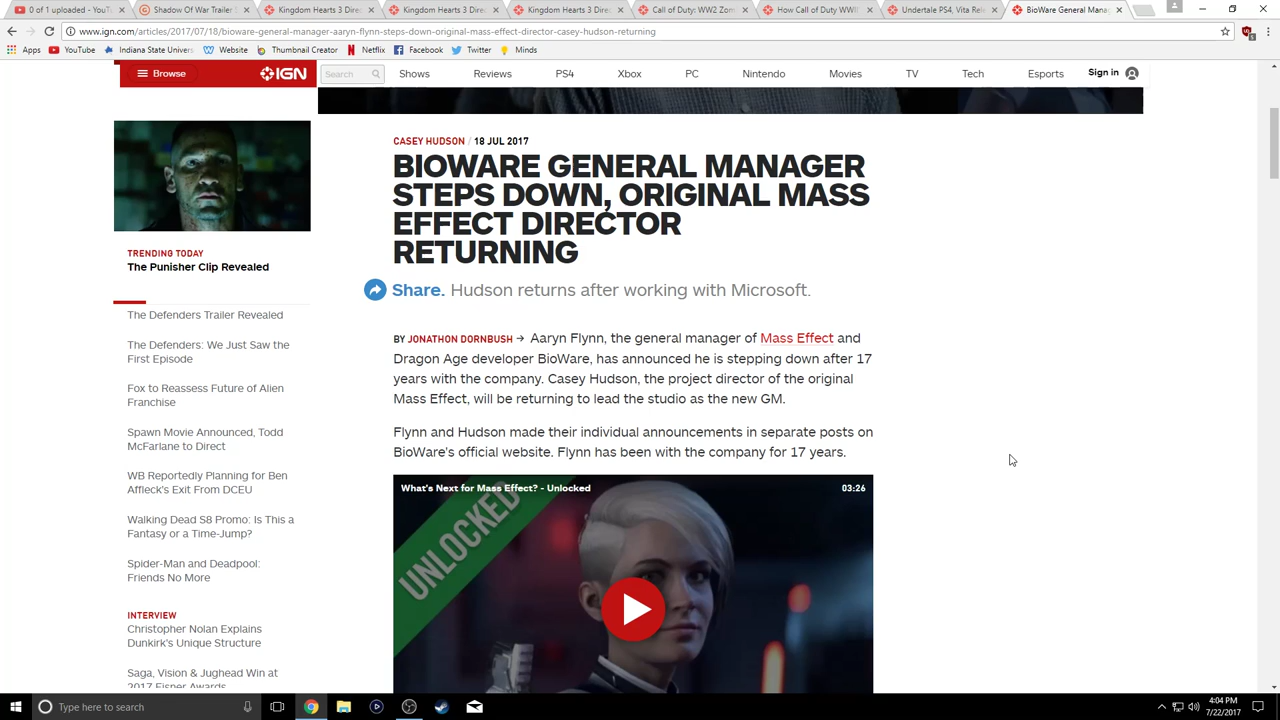 0 of 1 uploaded - YouT
Shadow Of War Trailer
Kingdom Hearts 3 Direc
Kingdom Hearts 3 Direc
Kingdom Hearts 3 Direc
Call of Duty: WW2 Zom
How Call of Duty WWII
Undertale PS4, Vita Rele
BioWare General Mana
www.ign.com/articles/2017/07/18/bioware-general-manager-aaryn-flynn-steps-down-original-mass-effect-director-casey-hudson-returning
Apps
YouTube
Indiana State Univers
Website
Thumbnail Creator
Netflix
Facebook
Twitter
Minds
Browse
IGN
Search
Shows
Reviews
PS4
Xbox
PC
Nintendo
Movies
TV
Tech
Esports
Sign in
TRENDING TODAY
The Punisher Clip Revealed
The Defenders Trailer Revealed
The Defenders: We Just Saw the
First Episode
Fox to Reassess Future of Alien
Franchise
Spawn Movie Announced, Todd
McFarlane to Direct
WB Reportedly Planning for Ben
Affleck's Exit From DCEU
Walking Dead S8 Promo: Is This a
Fantasy or a Time-Jump?
Spider-Man and Deadpool:
Friends No More
INTERVIEW
Christopher Nolan Explains
Dunkirk's Unique Structure
Saga, Vision & Jughead Win at
2017 Eisner Awards
CASEY HUDSON / 18 JUL 2017
BIOWARE GENERAL MANAGER
STEPS DOWN, ORIGINAL MASS
EFFECT DIRECTOR
RETURNING
Share. Hudson returns after working with Microsoft.
BY JONATHON DORNBUSH → Aaryn Flynn, the general manager of Mass Effect and
Dragon Age developer BioWare, has announced he is stepping down after 17
years with the company. Casey Hudson, the project director of the original
Mass Effect, will be returning to lead the studio as the new GM.
Flynn and Hudson made their individual announcements in separate posts on
BioWare's official website. Flynn has been with the company for 17 years.
What's Next for Mass Effect? - Unlocked
03:26
UNLOCKED
Type here to search
4:04 PM
7/22/2017